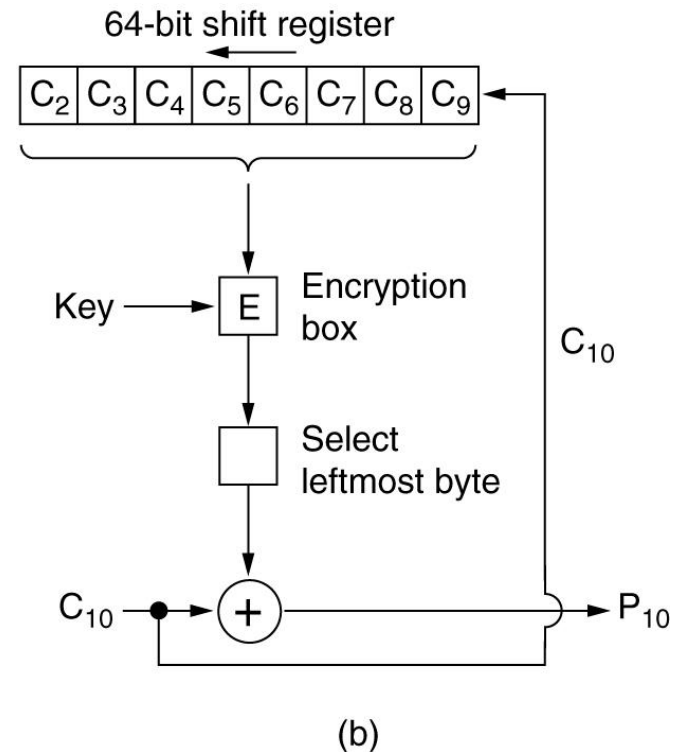 64-bit shift register
C2 C3 C4 C5 C6 C7 C8 C9
Key
E
Encryption
box
C10
Select
leftmost byte
C10
+
P10
(b)